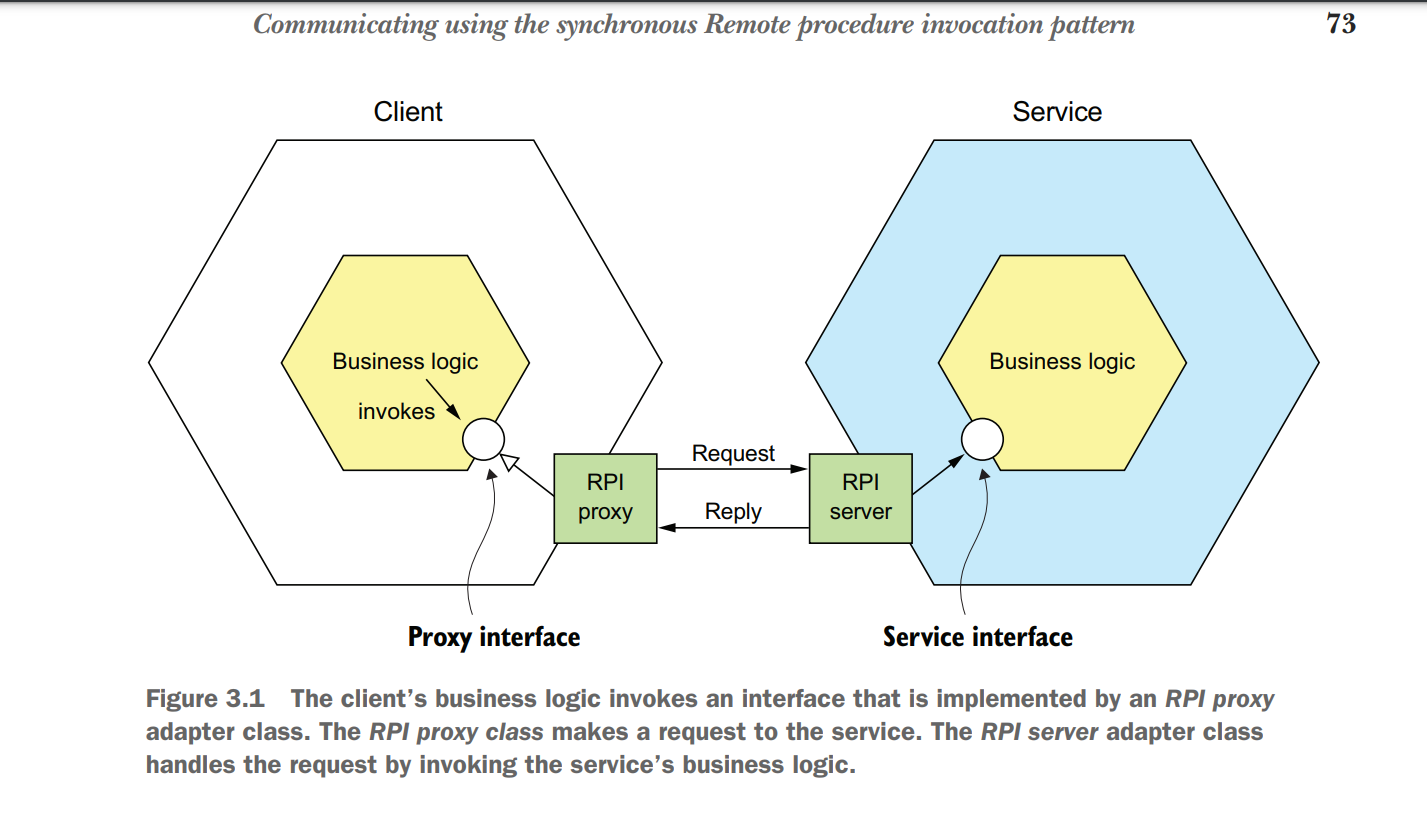 Communicating using the synchronous Remote procedure invocation pattern 73
Client
Service
Business logic
invokes
Business logic
RPI
proxy
Request
Reply
RPI
server
Proxy interface
Service interface
Figure 3.1 The client’s business logic invokes an interface that is implemented by an RPI proxy
adapter class. The RPI proxy class makes a request to the service. The RPI server adapter class
handles the request by invoking the service’s business logic.